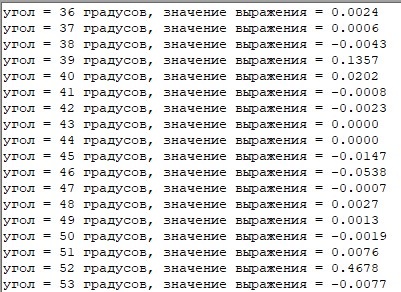 угол = 36 градусов, значение выражения = 0.0024
угол = 37 градусов, значение выражения = 0.0006
угол = 38 градусов, значение выражения = -0.0043
угол = 39 градусов, значение выражения = 0.1357
угол = 40 градусов, значение выражения = 0.0202
угол = 41 градусов, значение выражения = -0.0008
угол = 42 градусов, значение выражения = -0.0023
угол = 43 градусов, значение выражения = 0.0000
угол = 44 градусов, значение выражения = 0.0000
угол = 45 градусов, значение выражения = -0.0147
угол = 46 градусов, значение выражения = -0.0538
угол = 47 градусов, значение выражения = -0.0007
угол = 48 градусов, значение выражения = 0.0027
угол = 49 градусов, значение выражения = 0.0013
угол = 50 градусов, значение выражения = -0.0019
угол = 51 градусов, значение выражения = 0.0076
угол = 52 градусов, значение выражения = 0.4678
угол = 53 градусов, значение выражения = -0.0077